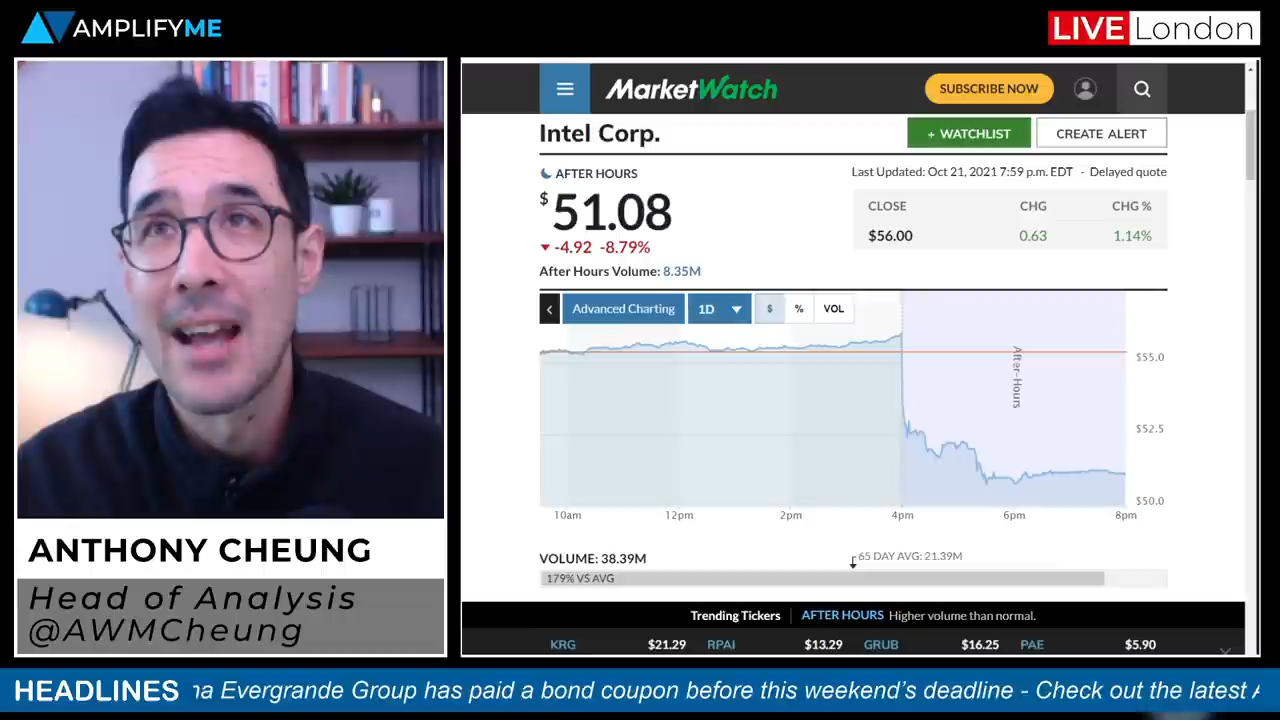 AMPLIFYME
LIVE London
MarketWatch
SUBSCRIBE NOW
Intel Corp.
+ WATCHLIST
CREATE ALERT
AFTER HOURS
Last Updated: Oct 21, 2021 7:59 p.m. EDT - Delayed quote
$51.08
CLOSE CHG CHG %
$56.00 0.63 1.14%
-4.92 -8.79%
After Hours Volume: 8.35M
Advanced Charting 1D $ % VOL
After-Hours
$55.0
$52.5
$50.0
10am 12pm 2pm 4pm 6pm 8pm
VOLUME: 38.39M
65 DAY AVG: 21.39M
179% VS AVG
Trending Tickers AFTER HOURS Higher volume than normal.
KRG $21.29 RPAI $13.29 GRUB $16.25 PAE $5.90
ANTHONY CHEUNG
Head of Analysis
@AWMCheung
HEADLINES na Evergrande Group has paid a bond coupon before this weekend's deadline - Check out the latest